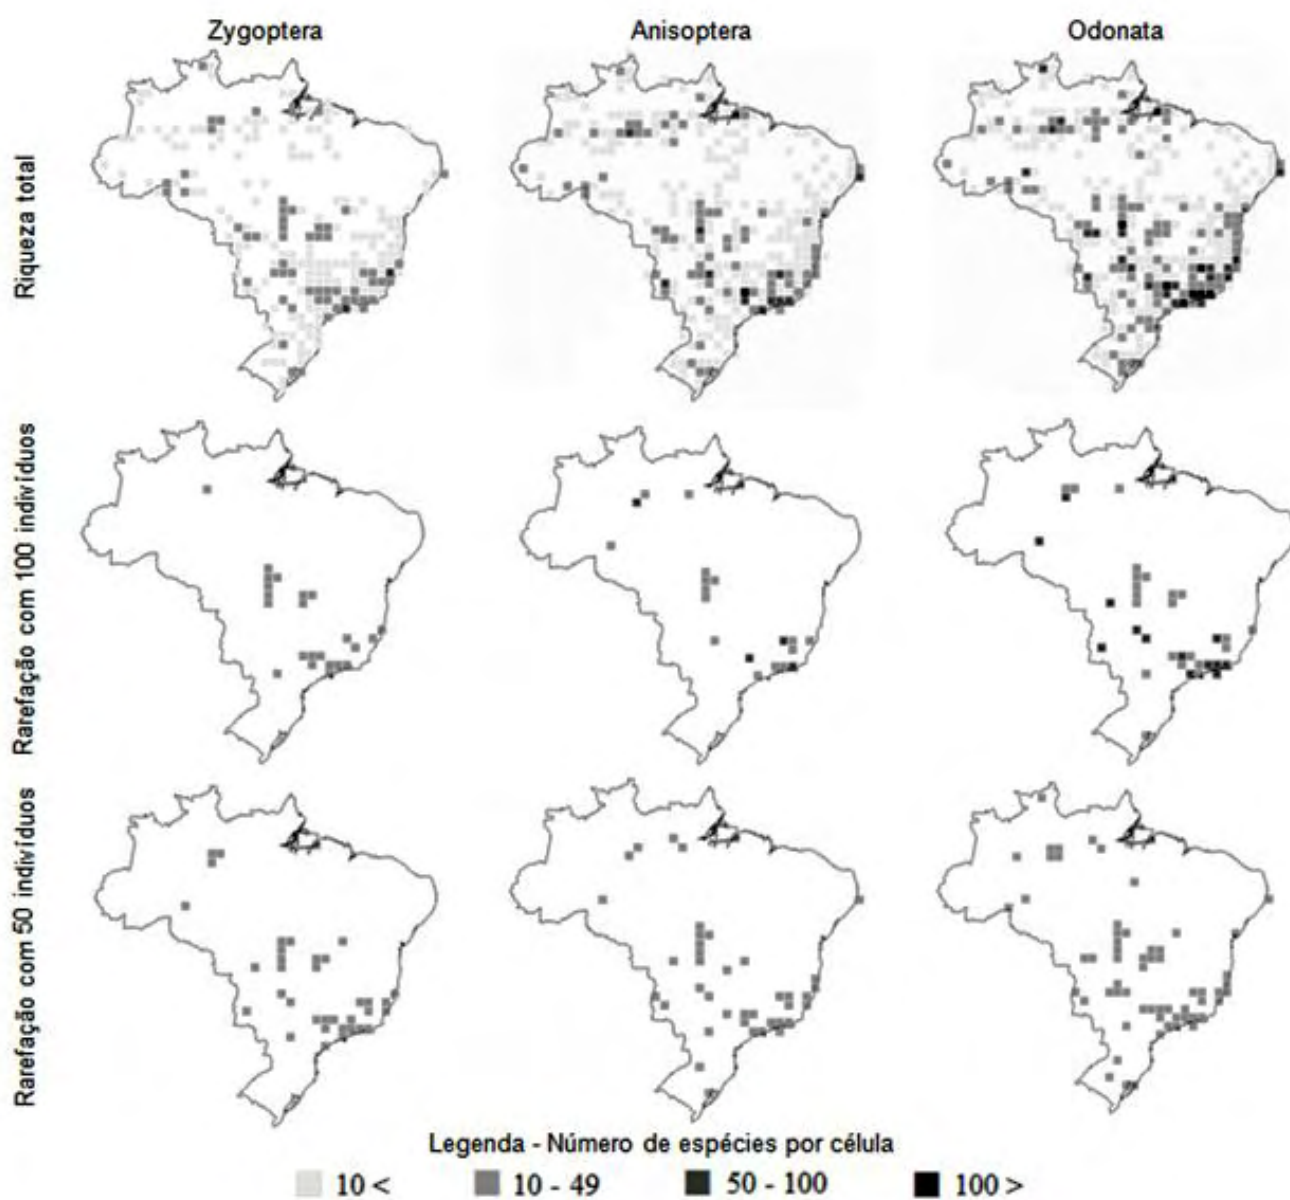 Zygoptera Anisoptera Odonata
Riqueza total
Rarefação com 100 indivíduos
Rarefação com 50 indivíduos
Legenda - Número de espécies por célula
10 < 10 - 49 50 - 100 100 >